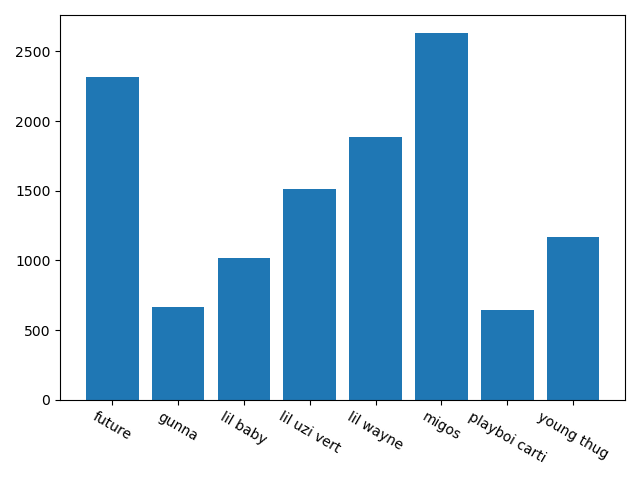 2500
2000
1500
1000
500
0
future
gunna
lil baby
lil uzi vert
lil wayne
migos
playboi carti
young thug